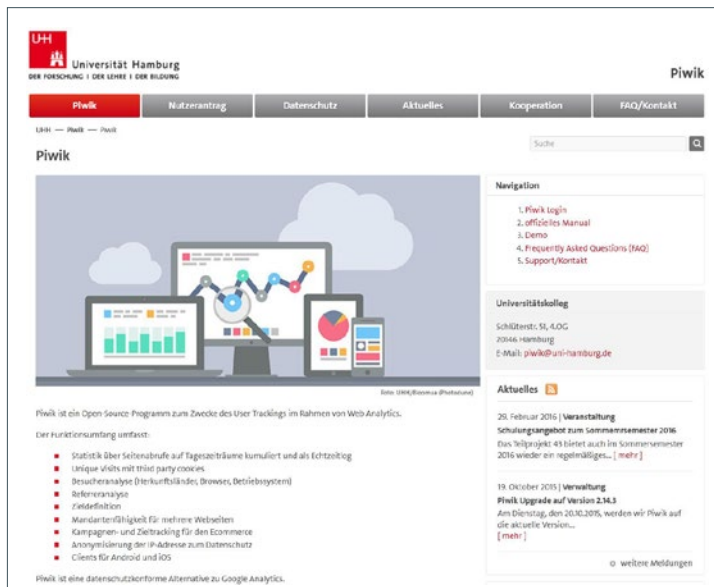 UHH
Universität Hamburg
DER FORSCHUNG | DER LEHRE | DER BILDUNG
Piwik
Piwik
Nutzerantrag
Datenschutz
Aktuelles
Kooperation
FAQ/Kontakt
UHH — Piwik — Piwik
Suche
Piwik
Foto: UHH/Biermua (Photodune)
Piwik ist ein Open-Source-Programm zum Zwecke des User Trackings im Rahmen von Web Analytics.
Der Funktionsumfang umfasst:
Statistik über Seitenabrufe auf Tageszeiträume kumuliert und als Echtzeitlog
Unique Visits mit third party cookies
Besucheranalyse (Herkunftsländer, Browser, Betriebssystem)
Referreranalyse
Zieldefinition
Mandantenfähigkeit für mehrere Webseiten
Kampagnen- und Zieltracking für den Ecommerce
Anonymisierung der IP-Adresse zum Datenschutz
Clients für Android und iOS
Piwik ist eine datenschutzkonforme Alternative zu Google Analytics.
Navigation
1. Piwik Login
2. offizielles Manual
3. Demo
4. Frequently Asked Questions (FAQ)
5. Support/Kontakt
Universitätskolleg
Schlüterstr. 51, 4.OG
20146 Hamburg
E-Mail: piwik@uni-hamburg.de
Aktuelles
29. Februar 2016 | Veranstaltung
Schulungsangebot zum Sommersemester 2016
Das Teilprojekt 43 bietet auch im Sommersemester
2016 wieder ein regelmäßiges... [ mehr ]
19. Oktober 2015 | Verwaltung
Piwik Upgrade auf Version 2.14.3
Am Dienstag, den 20.10.2015, werden wir Piwik auf
die aktuelle Version...
[ mehr ]
weitere Meldungen